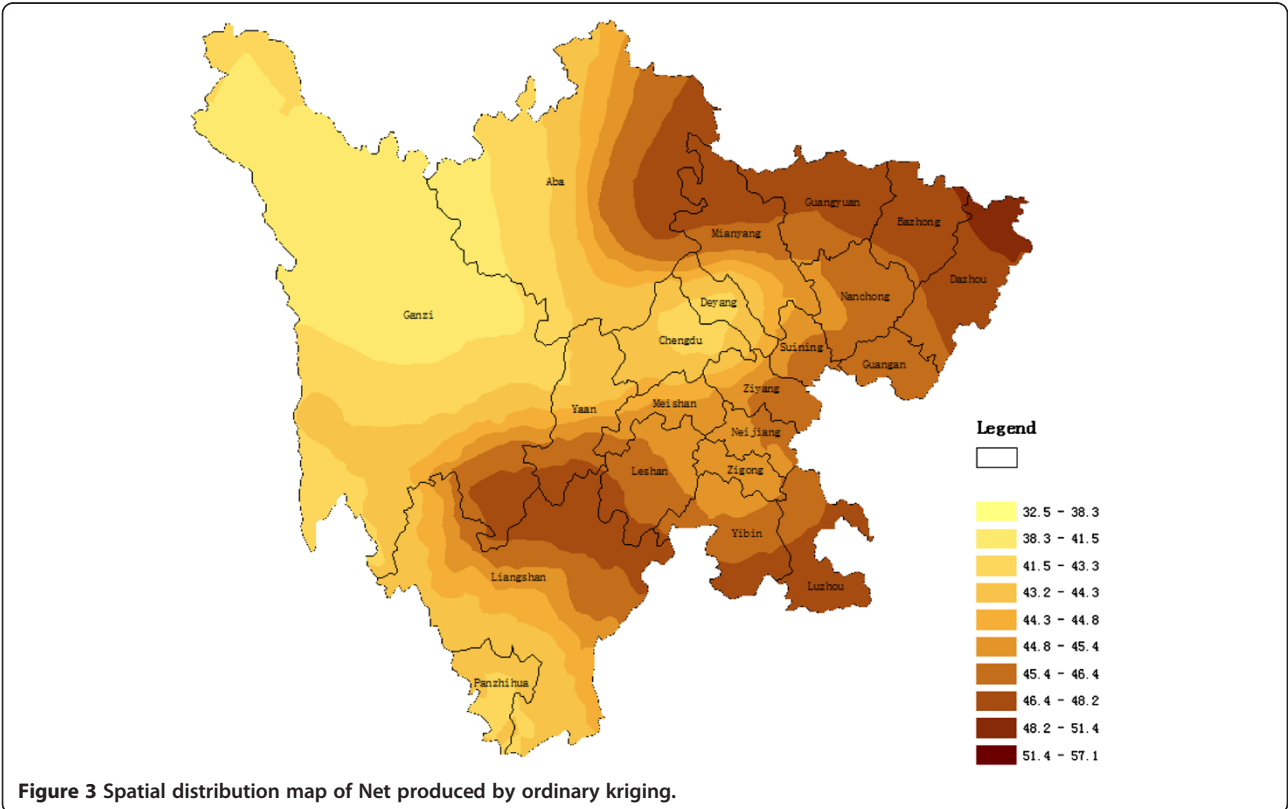 Aba
Guangyuan
Bazhong
Mianyang
Dazhou
Nanchong
Deyang
Ganzi
Chengdu
Suining
Guangan
Ziyang
Meishan
Yaan
Neijiang
Leshan
Zigong
Yibin
Liangshan
Luzhou
Panzhihua
Legend
32.5 - 38.3
38.3 - 41.5
41.5 - 43.3
43.2 - 44.3
44.3 - 44.8
44.8 - 45.4
45.4 - 46.4
46.4 - 48.2
48.2 - 51.4
51.4 - 57.1
Figure 3 Spatial distribution map of Net produced by ordinary kriging.